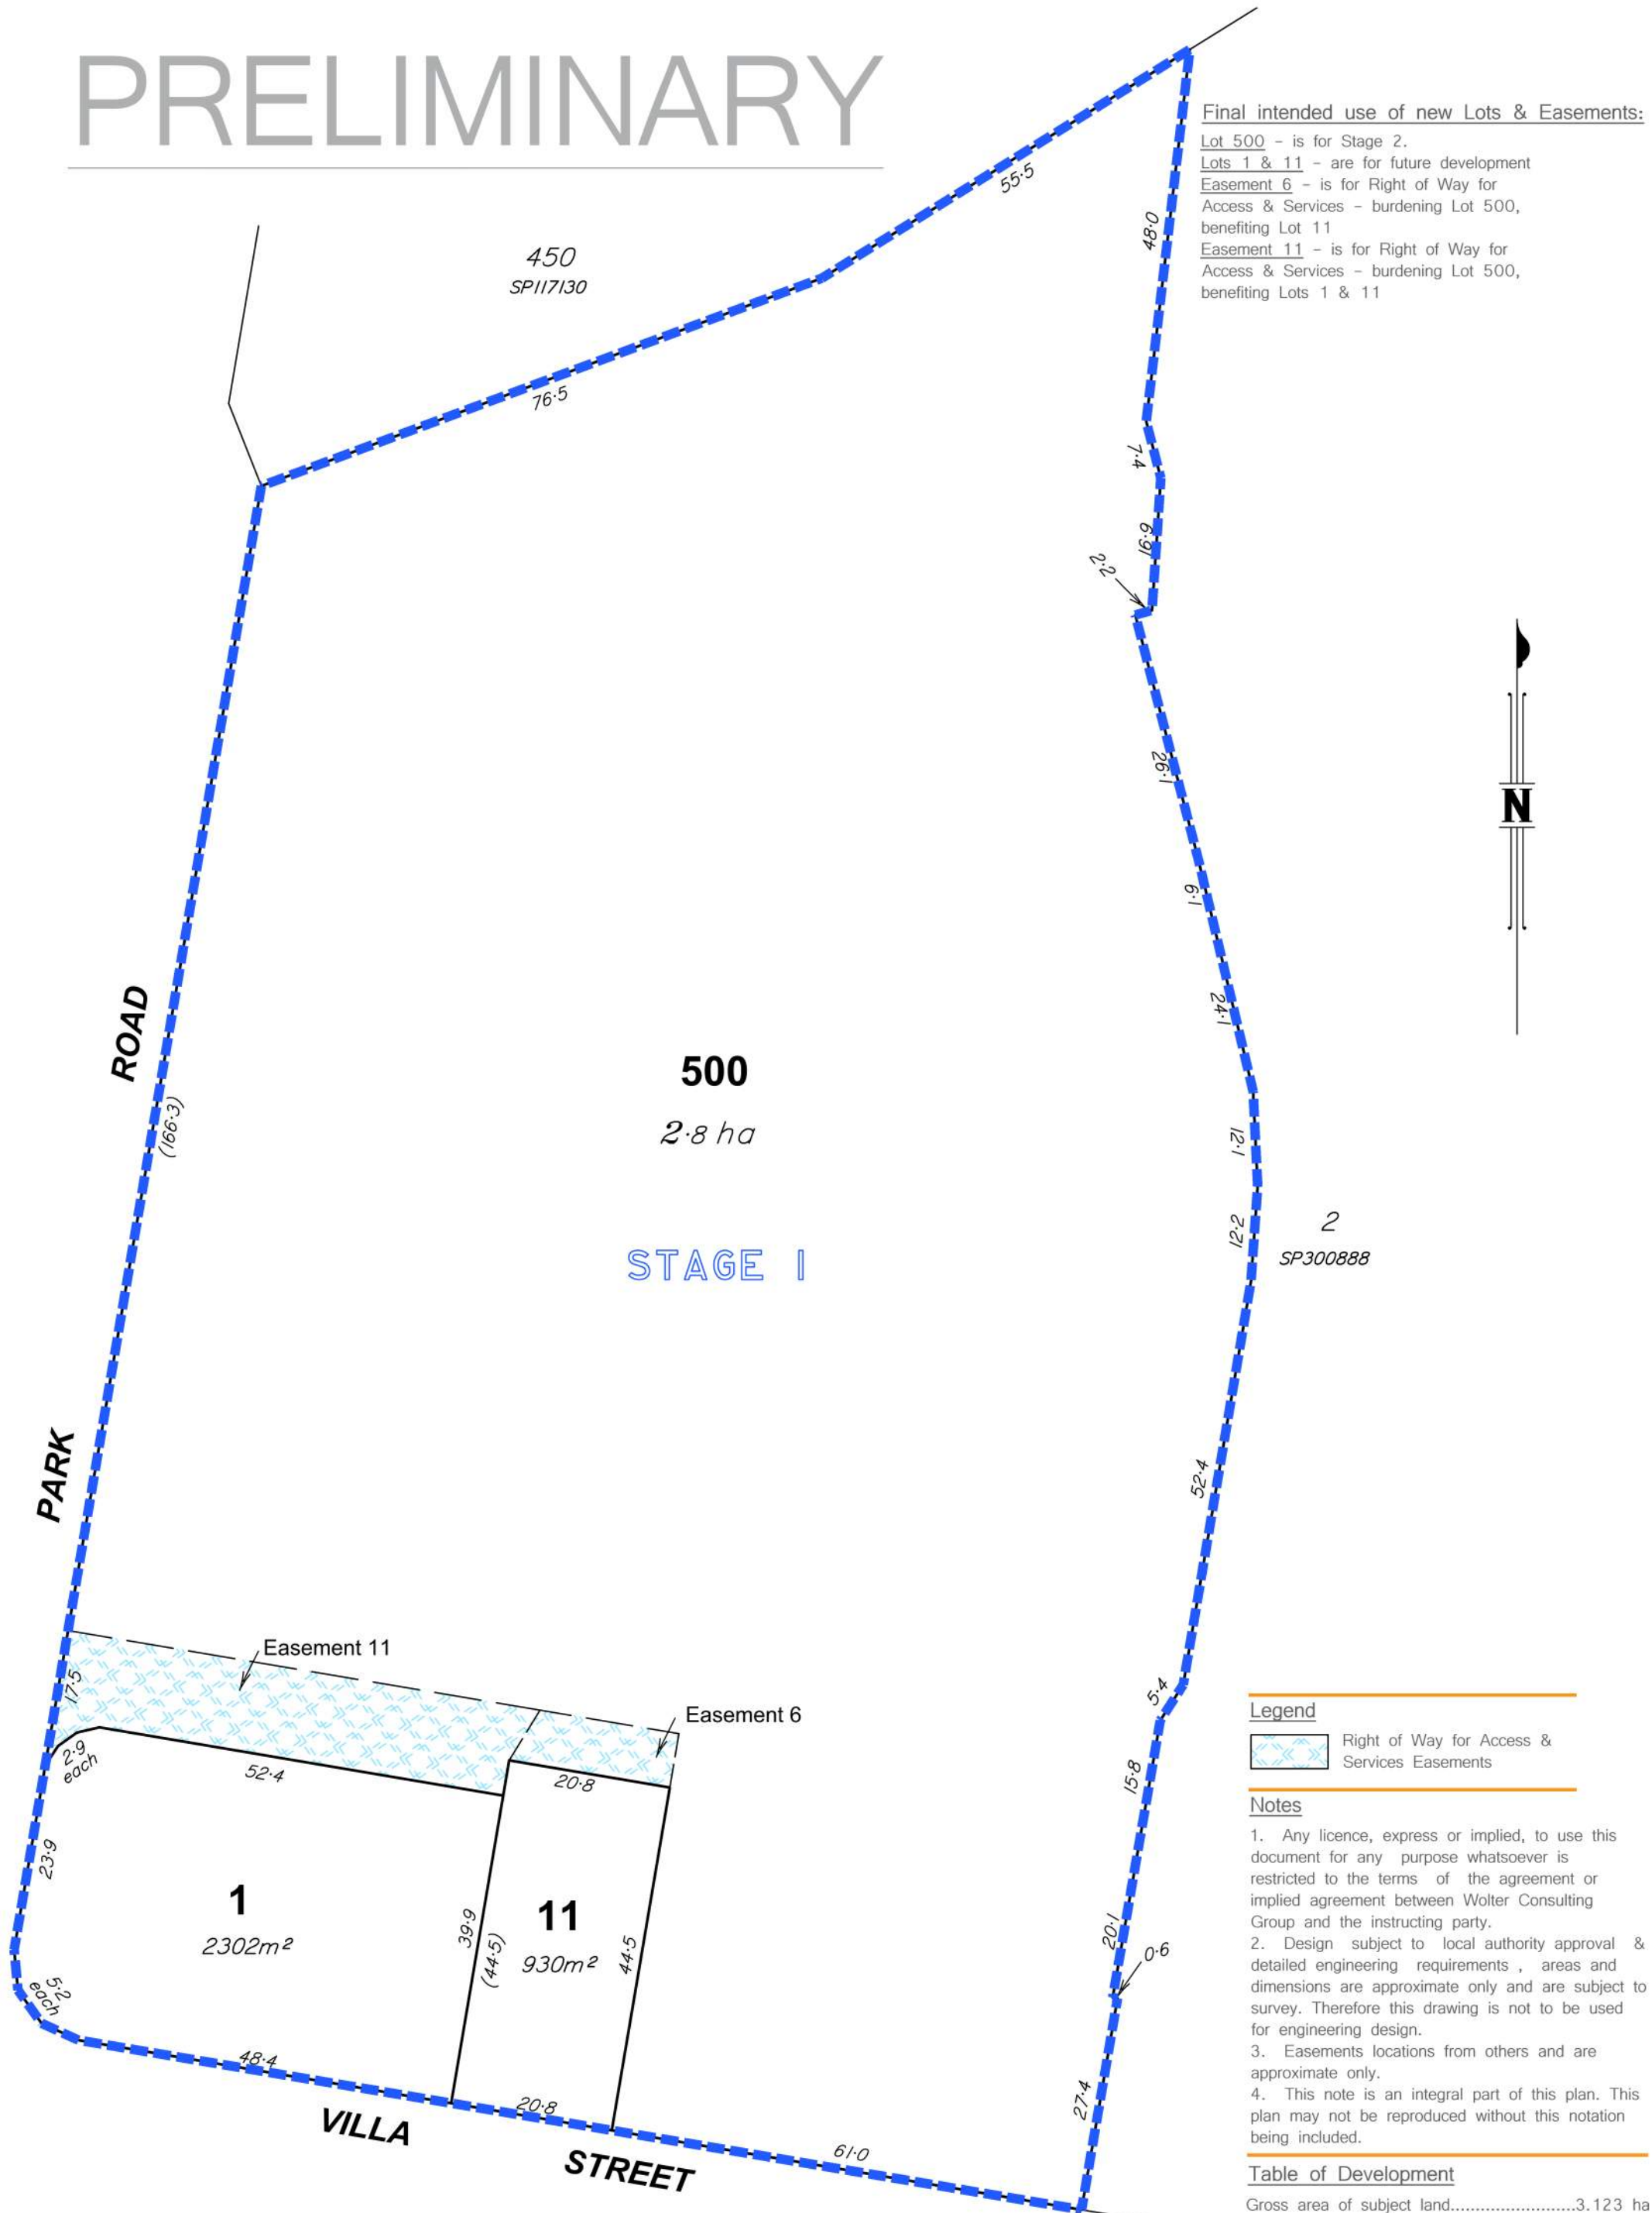 PRELIMINARY
Final intended use of new Lots & Easements:
Lot 500 - is for Stage 2.
Lots 1 & 11 - are for future development
Easement 6 - is for Right of Way for
Access & Services - burdening Lot 500,
benefiting Lot 11
Easement 11 - is for Right of Way for
Access & Services - burdening Lot 500,
benefiting Lots 1 & 11
450
SP117130
55·5
48·0
76·5
7·4
16·9
2·2
26·1
6·1
24·1
12·1
12·2
N
ROAD
(166·3)
500
2·8 ha
STAGE 1
2
SP300888
PARK
52·4
5·4
15·8
20·1
0·6
27·4
Easement 11
Easement 6
17·5
2·9
each
52·4
20·8
23·9
1
2302m²
39·9
(44·5)
11
930m²
44·5
5·2
each
48·4
20·8
61·0
VILLA
STREET
Legend
Right of Way for Access &
Services Easements
Notes
1. Any licence, express or implied, to use this
document for any purpose whatsoever is
restricted to the terms of the agreement or
implied agreement between Wolter Consulting
Group and the instructing party.
2. Design subject to local authority approval &
detailed engineering requirements , areas and
dimensions are approximate only and are subject to
survey. Therefore this drawing is not to be used
for engineering design.
3. Easements locations from others and are
approximate only.
4. This note is an integral part of this plan. This
plan may not be reproduced without this notation
being included.
Table of Development
Gross area of subject land.........................3.123 ha